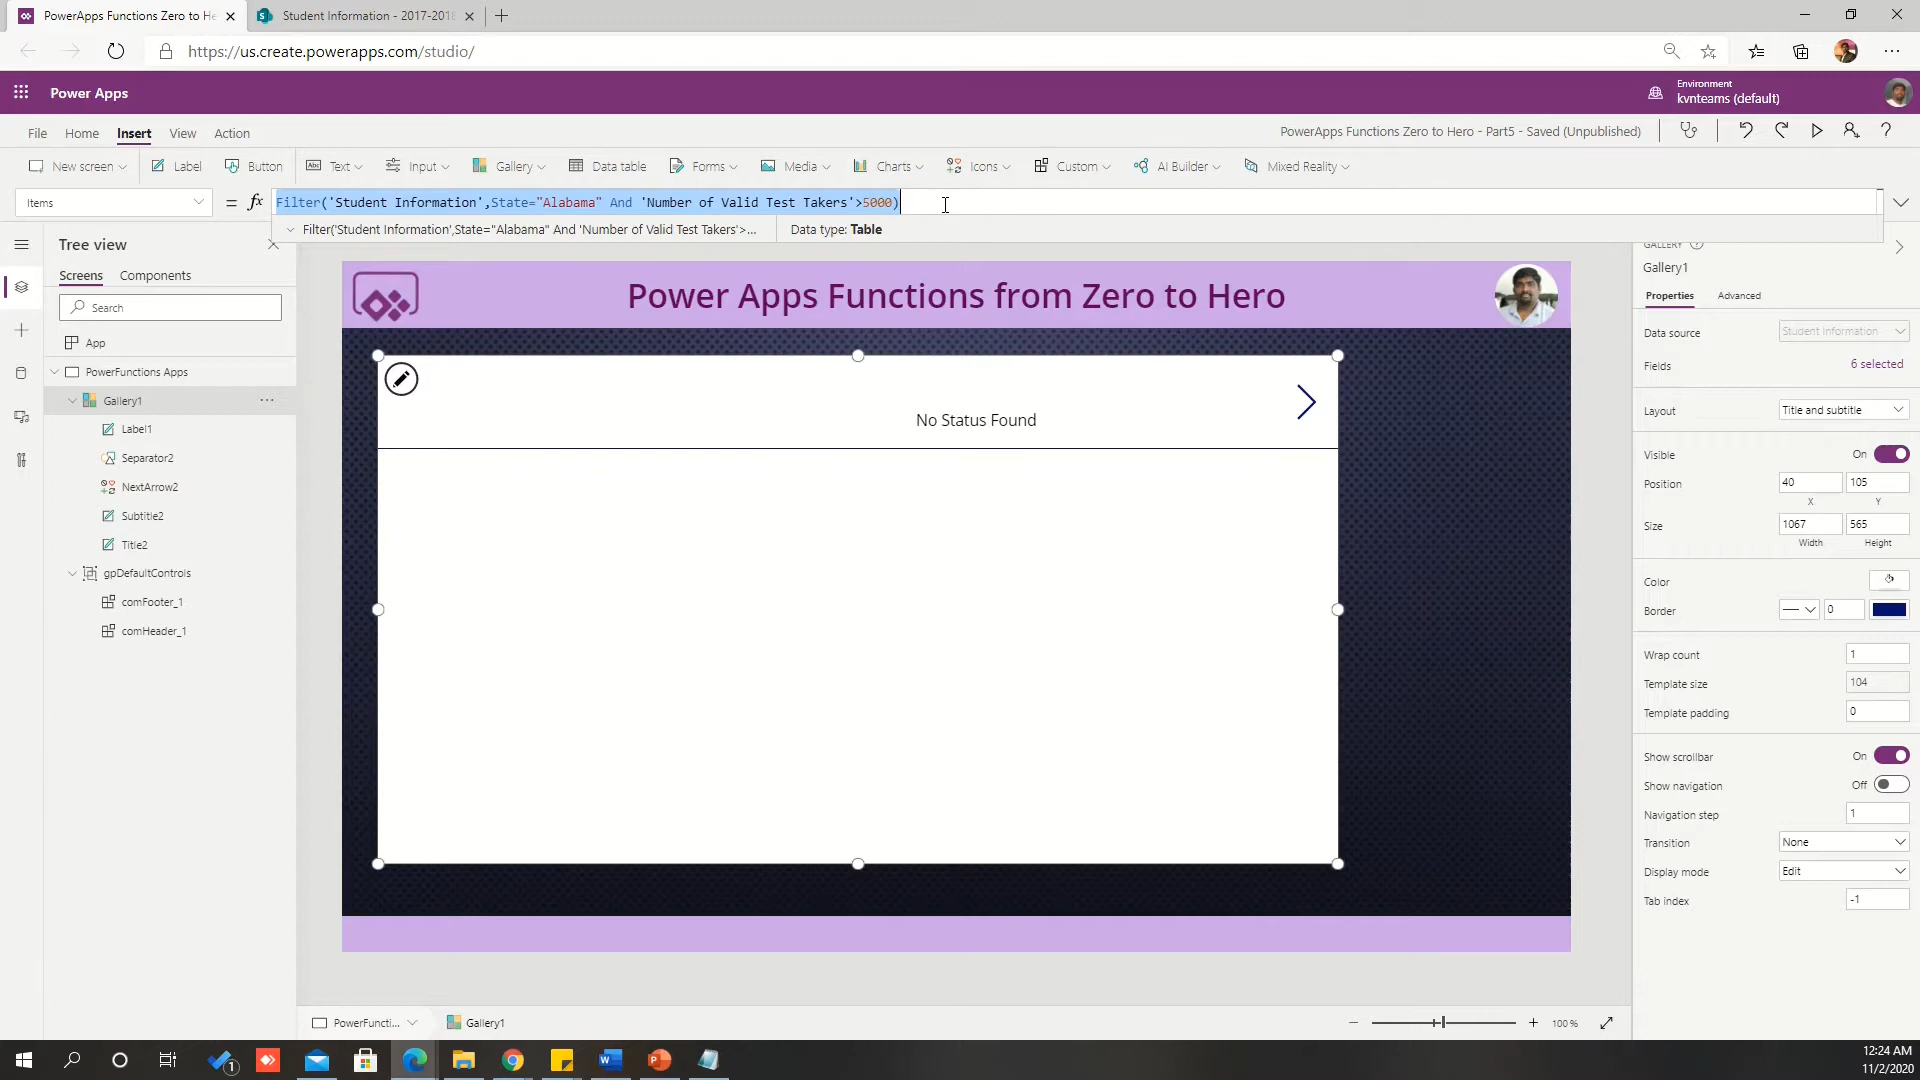 PowerApps Functions Zero to He
Student Information - 2017-2018
https://us.create.powerapps.com/studio/
Power Apps
Environment
kvnteams (default)
File Home Insert View Action
PowerApps Functions Zero to Hero - Part5 - Saved (Unpublished)
New screen Label Button Text Input Gallery Data table Forms Media Charts Icons Custom AI Builder Mixed Reality
Items = fx Filter('Student Information',State="Alabama" And 'Number of Valid Test Takers'>5000)
Filter('Student Information',State="Alabama" And 'Number of Valid Test Takers'>... Data type: Table
Tree view
Screens Components
Search
App
PowerFunctions Apps
Gallery1
Label1
Separator2
NextArrow2
Subtitle2
Title2
gpDefaultControls
comFooter_1
comHeader_1
Power Apps Functions from Zero to Hero
No Status Found
GALLERY
Gallery1
Properties Advanced
Data source Student Information
Fields 6 selected
Layout Title and subtitle
Visible On
Position 40 105
X Y
Size 1067 565
Width Height
Color
Border 0
Wrap count 1
Template size 104
Template padding 0
Show scrollbar On
Show navigation Off
Navigation step 1
Transition None
Display mode Edit
Tab index -1
PowerFuncti... Gallery1
100 %
1
12:24 AM
11/2/2020